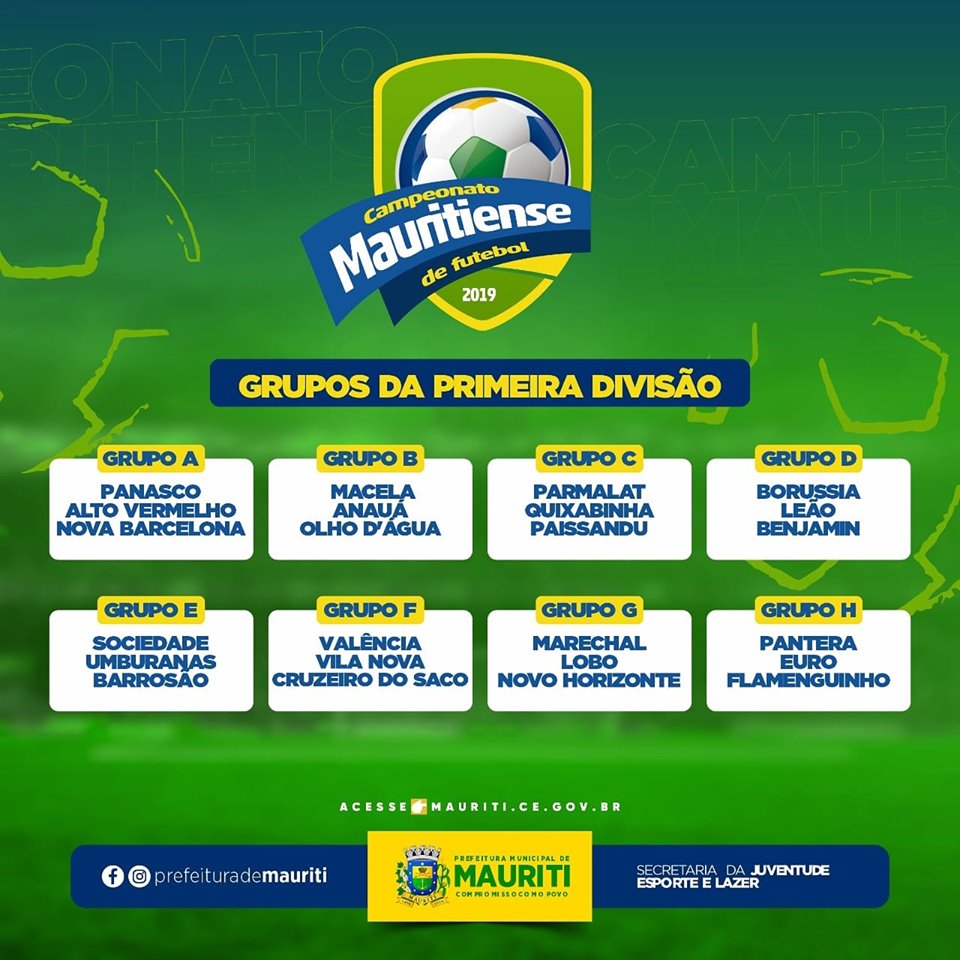 Campeonato
Mauritiense
de futebol
2019
GRUPOS DA PRIMEIRA DIVISÃO
GRUPO A
PANASCO
ALTO VERMELHO
NOVA BARCELONA
GRUPO B
MACELA
ANAUÁ
OLHO D'ÁGUA
GRUPO C
PARMALAT
QUIXABINHA
PAISSANDU
GRUPO D
BORUSSIA
LEÃO
BENJAMIN
GRUPO E
SOCIEDADE
UMBURANAS
BARROSÃO
GRUPO F
VALÊNCIA
VILA NOVA
CRUZEIRO DO SACO
GRUPO G
MARECHAL
LOBO
NOVO HORIZONTE
GRUPO H
PANTERA
EURO
FLAMENGUINHO
ACESSE MAURITI.CE.GOV.BR
prefeiturademauriti
PREFEITURA MUNICIPAL DE
MAURITI
COMPROMISSO COM O POVO
SECRETARIA DA JUVENTUDE
ESPORTE E LAZER